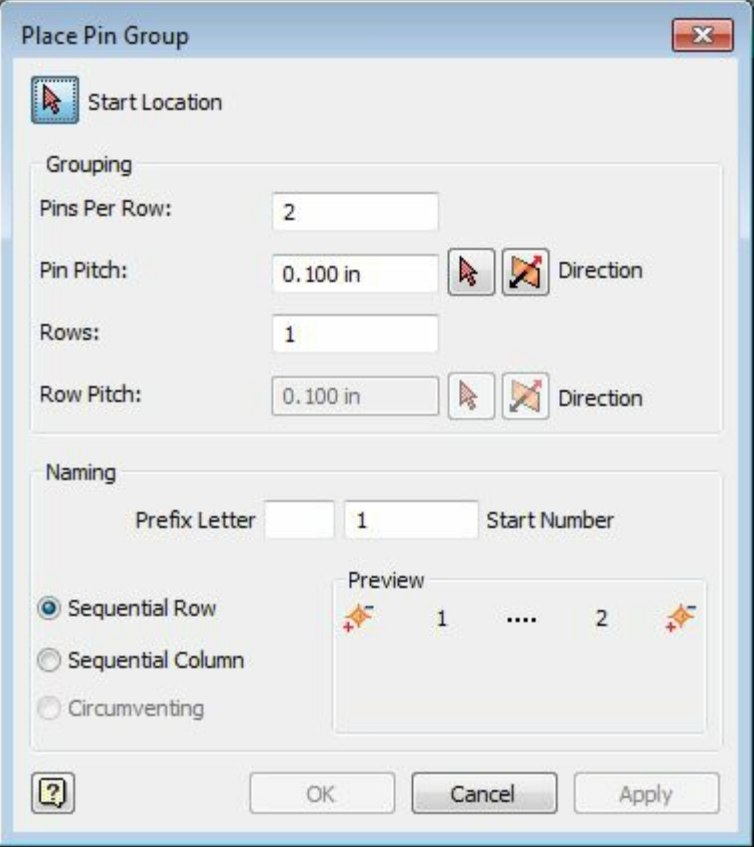 Place Pin Group
Start Location
Grouping
Pins Per Row: 2
Pin Pitch: 0.100 in Direction
Rows: 1
Row Pitch: 0.100 in Direction
Naming
Prefix Letter 1 Start Number
Preview
Sequential Row
1 .... 2
Sequential Column
Circumventing
? OK Cancel Apply